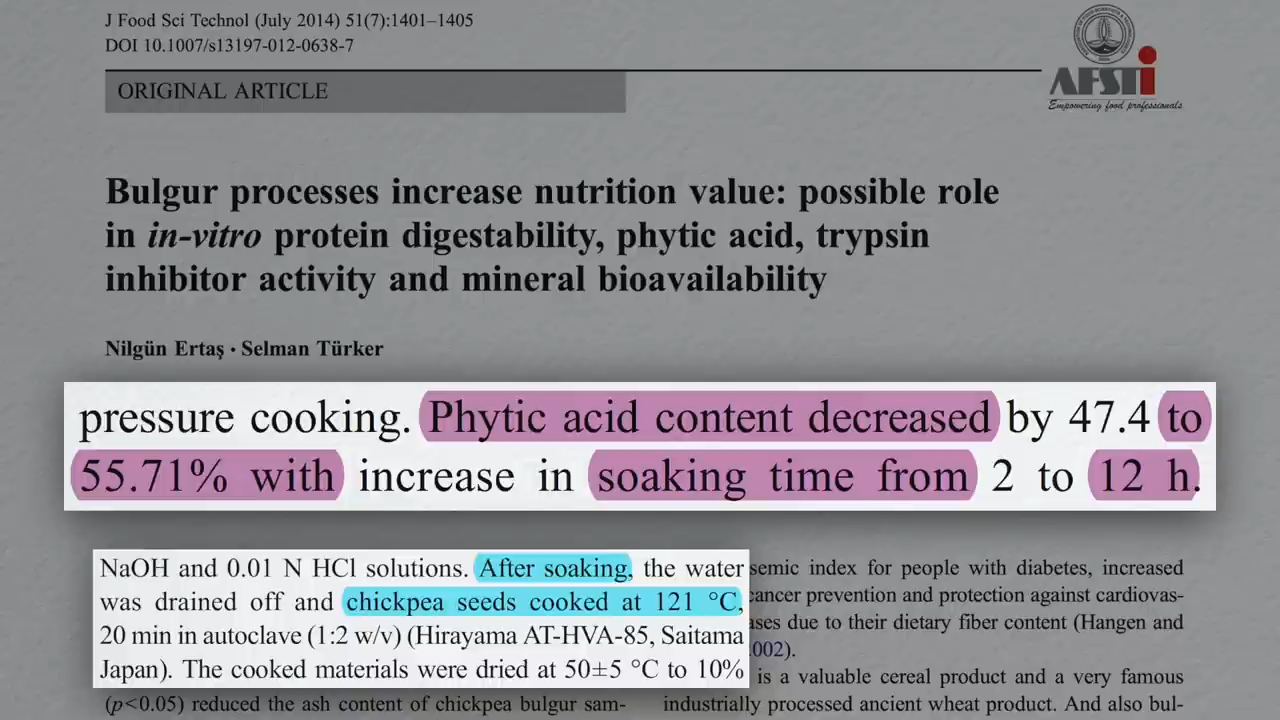 J Food Sci Technol (July 2014) 51(7):1401–1405
DOI 10.1007/s13197-012-0638-7
ORIGINAL ARTICLE
AFSTi
Empowering food professionals
Bulgur processes increase nutrition value: possible role
in in-vitro protein digestability, phytic acid, trypsin
inhibitor activity and mineral bioavailability
Nilgün Ertaş · Selman Türker
pressure cooking. Phytic acid content decreased by 47.4 to
55.71% with increase in soaking time from 2 to 12 h.
NaOH and 0.01 N HCl solutions. After soaking, the water
was drained off and chickpea seeds cooked at 121 °C,
20 min in autoclave (1:2 w/v) (Hirayama AT-HVA-85, Saitama
Japan). The cooked materials were dried at 50±5 °C to 10%
(p<0.05) reduced the ash content of chickpea bulgur sam-
semic index for people with diabetes, increased
cancer prevention and protection against cardiovas-
ases due to their dietary fiber content (Hangen and
002).
is a valuable cereal product and a very famous
industrially processed ancient wheat product. And also bul-